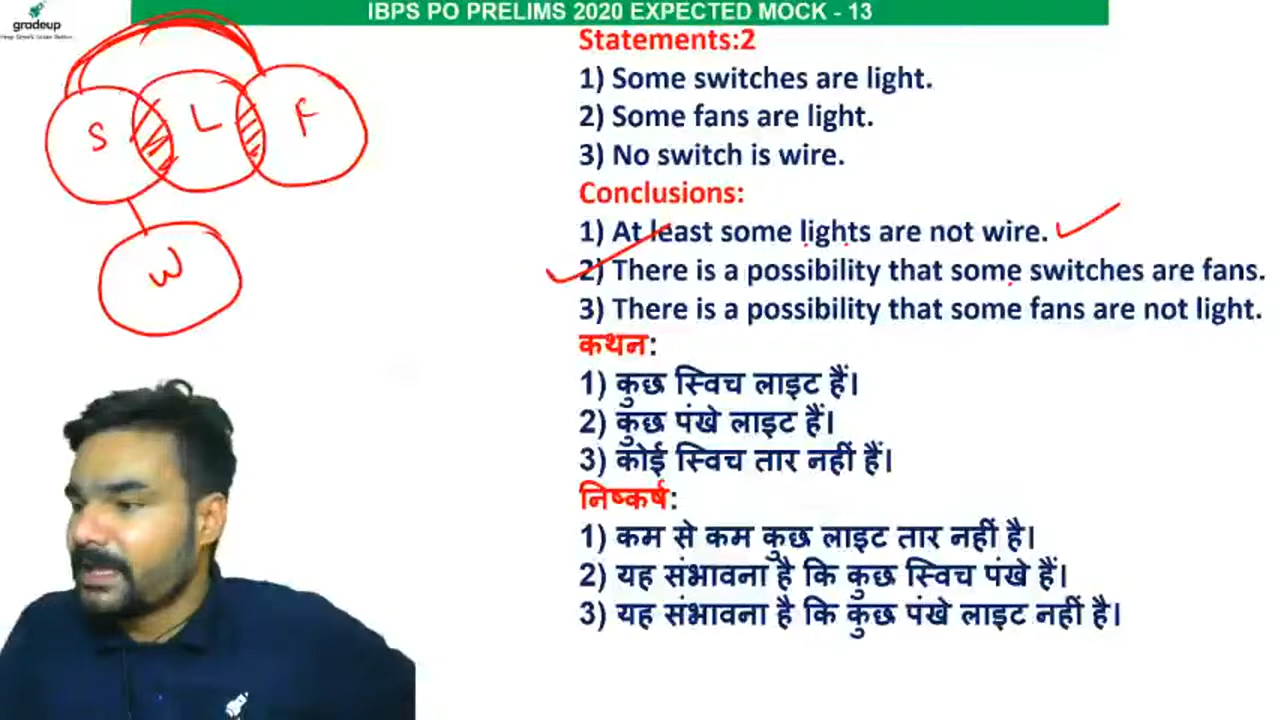 gradeup
IBPS PO PRELIMS 2020 EXPECTED MOCK - 13
Statements:2
1) Some switches are light.
2) Some fans are light.
3) No switch is wire.
Conclusions:
1) At least some lights are not wire.
2) There is a possibility that some switches are fans.
3) There is a possibility that some fans are not light.
कथन:
1) कुछ स्विच लाइट हैं।
2) कुछ पंखे लाइट हैं।
3) कोई स्विच तार नहीं हैं।
निष्कर्ष:
1) कम से कम कुछ लाइट तार नहीं है।
2) यह संभावना है कि कुछ स्विच पंखे हैं।
3) यह संभावना है कि कुछ पंखे लाइट नहीं है।
S L F
W